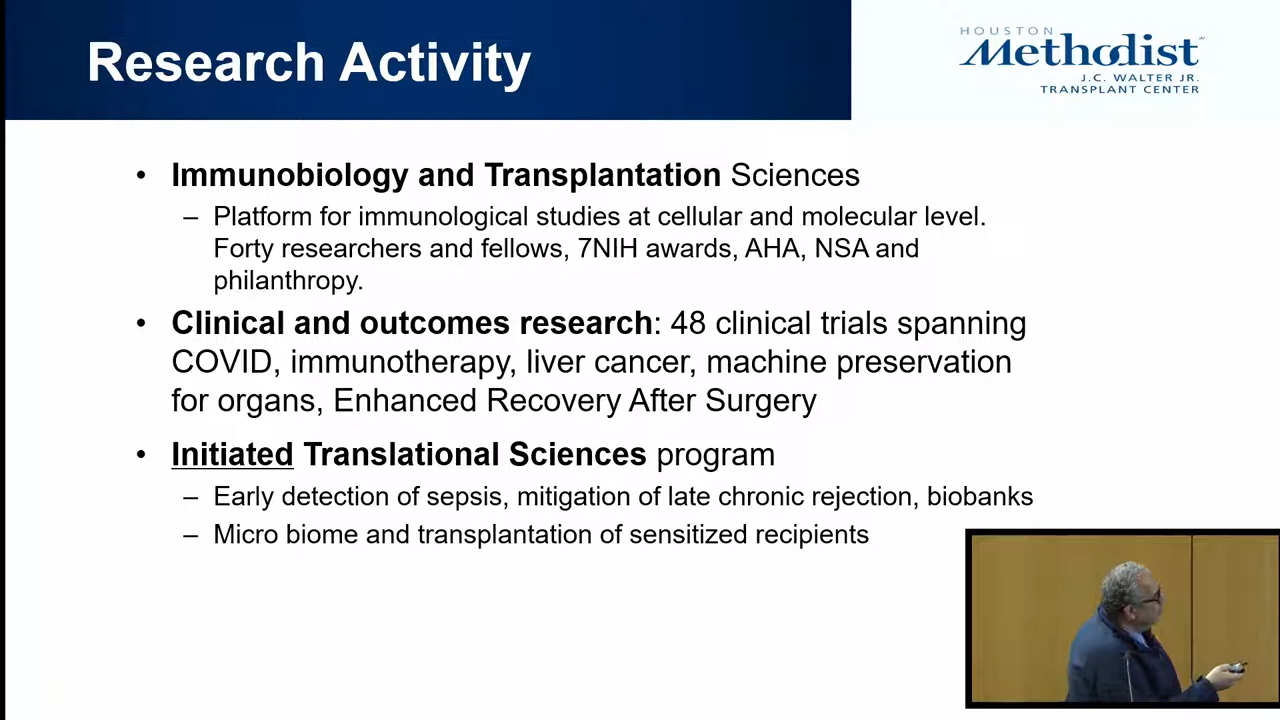 Research Activity
HOUSTON
Methodist
J.C. WALTER JR.
TRANSPLANT CENTER
• Immunobiology and Transplantation Sciences
– Platform for immunological studies at cellular and molecular level.
Forty researchers and fellows, 7NIH awards, AHA, NSA and
philanthropy.
• Clinical and outcomes research: 48 clinical trials spanning
COVID, immunotherapy, liver cancer, machine preservation
for organs, Enhanced Recovery After Surgery
• Initiated Translational Sciences program
– Early detection of sepsis, mitigation of late chronic rejection, biobanks
– Micro biome and transplantation of sensitized recipients